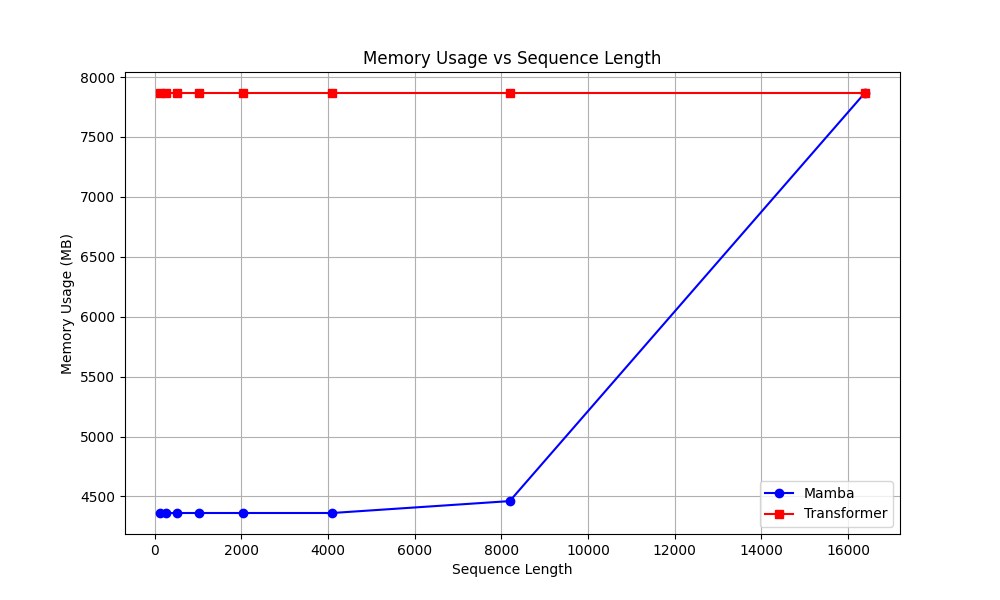 Memory Usage vs Sequence Length
8000
7500
7000
6500
6000
5500
5000
4500
Memory Usage (MB)
Mamba
Transformer
0 2000 4000 6000 8000 10000 12000 14000 16000
Sequence Length